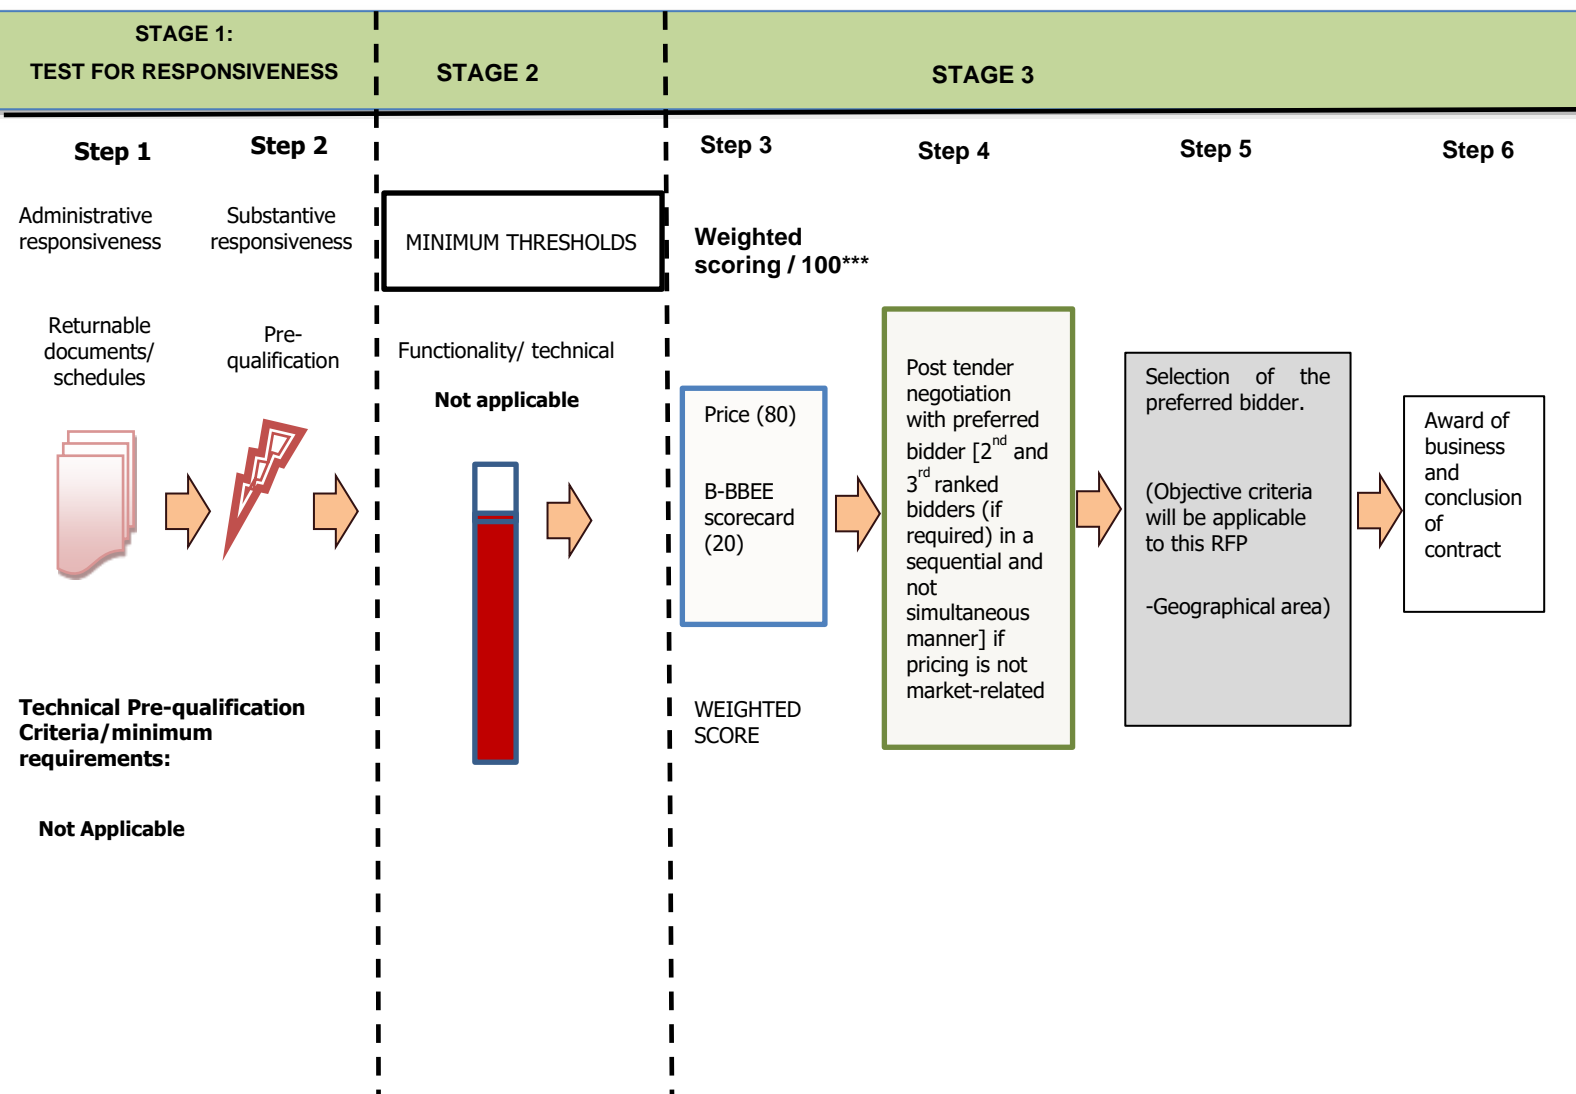 STAGE 1:
TEST FOR RESPONSIVENESS
STAGE 2
STAGE 3
Step 1
Step 2
Step 3
Step 4
Step 5
Step 6
Administrative
responsiveness
Substantive
responsiveness
MINIMUM THRESHOLDS
Weighted
scoring / 100***
Returnable
documents/
schedules
Pre-
qualification
Functionality/ technical
Not applicable
Price (80)
B-BBEE
scorecard
(20)
Post tender
negotiation
with preferred
bidder [2nd and
3rd ranked
bidders (if
required) in a
sequential and
not
simultaneous
manner] if
pricing is not
market-related
Selection of the
preferred bidder.
(Objective criteria
will be applicable
to this RFP
-Geographical area)
Award of
business
and
conclusion
of
contract
Technical Pre-qualification
Criteria/minimum
requirements:
Not Applicable
WEIGHTED
SCORE